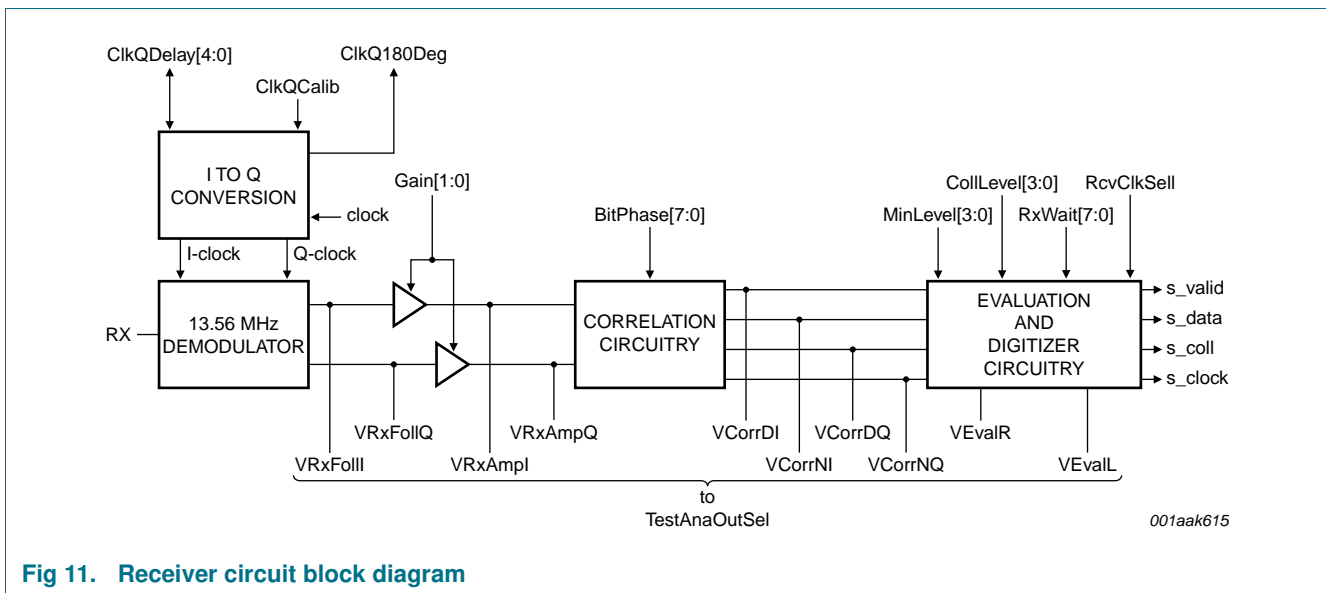 ClkQDelay[4:0]
ClkQ180Deg
ClkQCalib
I TO Q
CONVERSION
clock
I-clock
Q-clock
Gain[1:0]
BitPhase[7:0]
CollLevel[3:0]
RcvClkSell
MinLevel[3:0]
RxWait[7:0]
RX
13.56 MHz
DEMODULATOR
CORRELATION
CIRCUITRY
EVALUATION
AND
DIGITIZER
CIRCUITRY
s_valid
s_data
s_coll
s_clock
VRxFollQ
VRxAmpQ
VCorrDI
VCorrDQ
VEvalR
VRxFollI
VRxAmpI
VCorrNI
VCorrNQ
VEvalL
to
TestAnaOutSel
001aak615
Fig 11. Receiver circuit block diagram